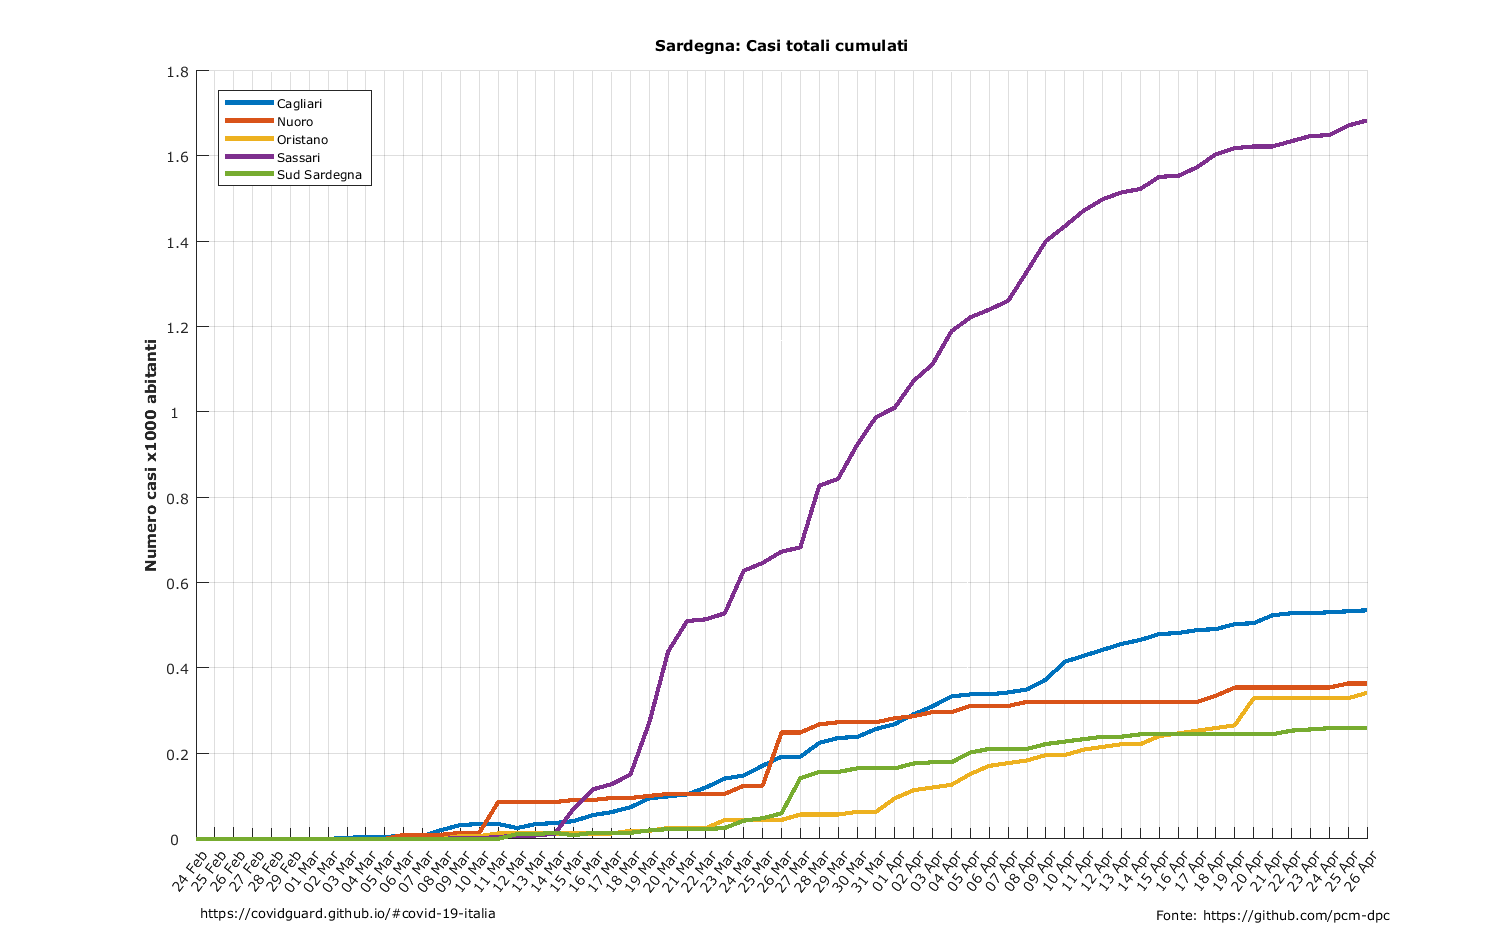 Sardegna: Casi totali cumulati
1.8
1.6
1.4
1.2
1
0.8
0.6
0.4
0.2
0
Numero casi x1000 abitanti
Cagliari
Nuoro
Oristano
Sassari
Sud Sardegna
24 Feb
25 Feb
26 Feb
27 Feb
28 Feb
29 Feb
01 Mar
02 Mar
03 Mar
04 Mar
05 Mar
06 Mar
07 Mar
08 Mar
09 Mar
10 Mar
11 Mar
12 Mar
13 Mar
14 Mar
15 Mar
16 Mar
17 Mar
18 Mar
19 Mar
20 Mar
21 Mar
22 Mar
23 Mar
24 Mar
25 Mar
26 Mar
27 Mar
28 Mar
29 Mar
30 Mar
31 Mar
01 Apr
02 Apr
03 Apr
04 Apr
05 Apr
06 Apr
07 Apr
08 Apr
09 Apr
10 Apr
11 Apr
12 Apr
13 Apr
14 Apr
15 Apr
16 Apr
17 Apr
18 Apr
19 Apr
20 Apr
21 Apr
22 Apr
23 Apr
24 Apr
25 Apr
26 Apr
https://covidguard.github.io/#covid-19-italia
Fonte: https://github.com/pcm-dpc